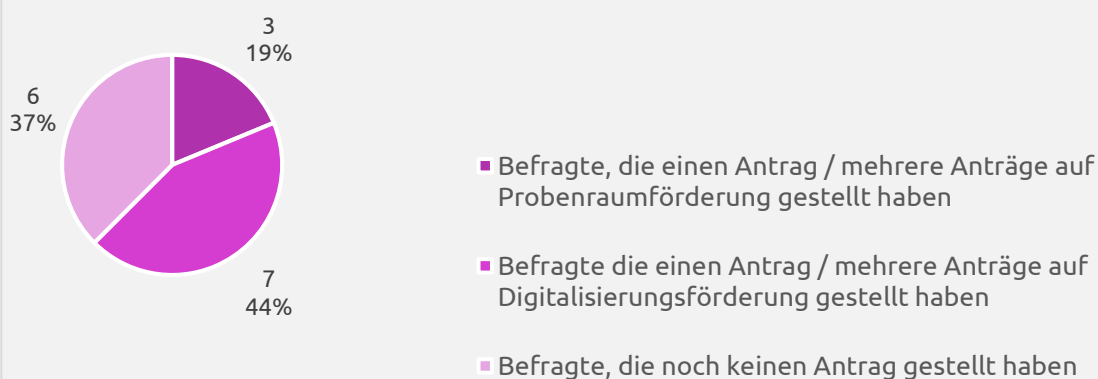 3
19%
6
37%
7
44%
Befragte, die einen Antrag / mehrere Anträge auf
Probenraumförderung gestellt haben
Befragte die einen Antrag / mehrere Anträge auf
Digitalisierungsförderung gestellt haben
Befragte, die noch keinen Antrag gestellt haben